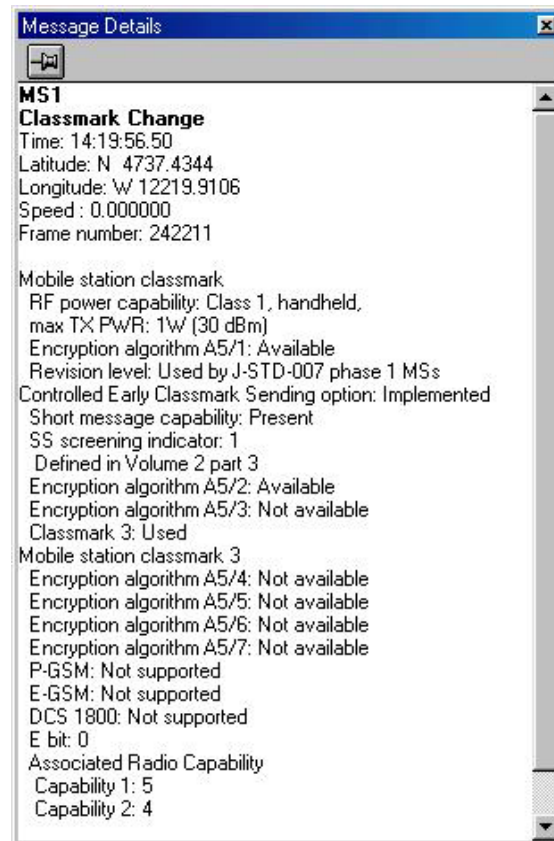 Message Details
MS1
Classmark Change
Time: 14:19:56.50
Latitude: N  4737.4344
Longitude: W 12219.9106
Speed : 0.000000
Frame number: 242211
Mobile station classmark
RF power capability: Class 1, handheld,
max TX PWR: 1W (30 dBm)
Encryption algorithm A5/1: Available
Revision level: Used by J-STD-007 phase 1 MSs
Controlled Early Classmark Sending option: Implemented
Short message capability: Present
SS screening indicator: 1
Defined in Volume 2 part 3
Encryption algorithm A5/2: Available
Encryption algorithm A5/3: Not available
Classmark 3: Used
Mobile station classmark 3
Encryption algorithm A5/4: Not available
Encryption algorithm A5/5: Not available
Encryption algorithm A5/6: Not available
Encryption algorithm A5/7: Not available
P-GSM: Not supported
E-GSM: Not supported
DCS 1800: Not supported
E bit: 0
Associated Radio Capability
Capability 1: 5
Capability 2: 4